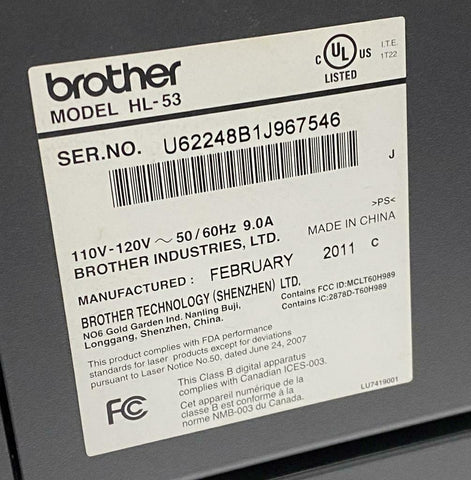 brother
MODEL HL-53
C UL US
LISTED
I.T.E.
1T22
SER.NO. U62248B1J967546
J
110V-120V ~ 50/60Hz 9.0A
>PS<
BROTHER INDUSTRIES, LTD.
MADE IN CHINA
MANUFACTURED : FEBRUARY 2011 C
BROTHER TECHNOLOGY (SHENZHEN) LTD.
NO6 Gold Garden Ind. Nanling Buji,
Longgang, Shenzhen, China.
Contains FCC ID:MCLT60H989
Contains IC:2878D-T60H989
This product complies with FDA performance
standards for laser products except for deviations
pursuant to Laser Notice No.50, dated June 24, 2007
FC
This Class B digital apparatus
complies with Canadian ICES-003.
Cet appareil numérique de la
classe B est conforme à la
norme NMB-003 du Canada.
LU7419001